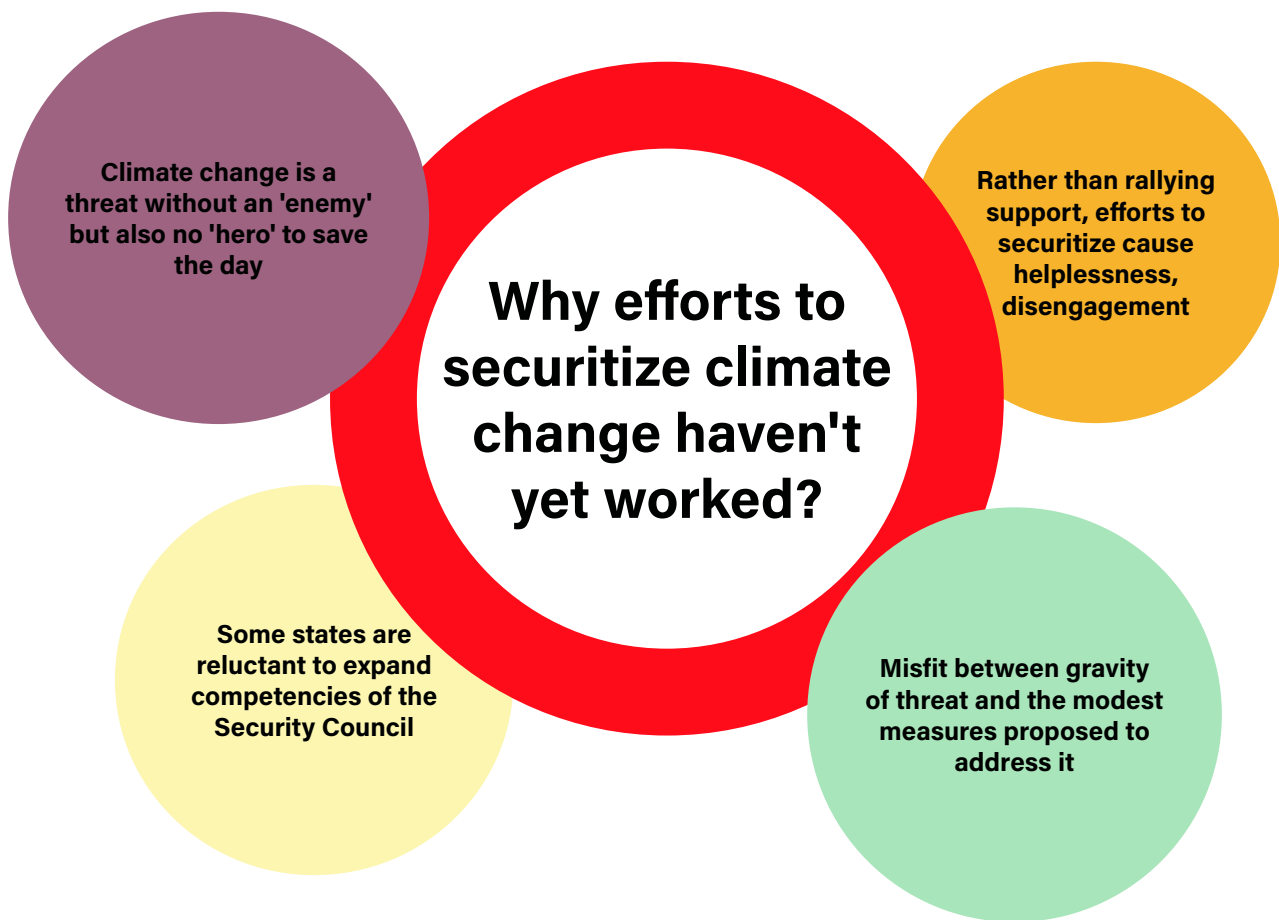 Climate change is a
threat without an 'enemy'
but also no 'hero' to save
the day
Rather than rallying
support, efforts to
securitize cause
helplessness,
disengagement
Why efforts to
securitize climate
change haven't
yet worked?
Some states are
reluctant to expand
competencies of the
Security Council
Misfit between gravity
of threat and the modest
measures proposed to
address it